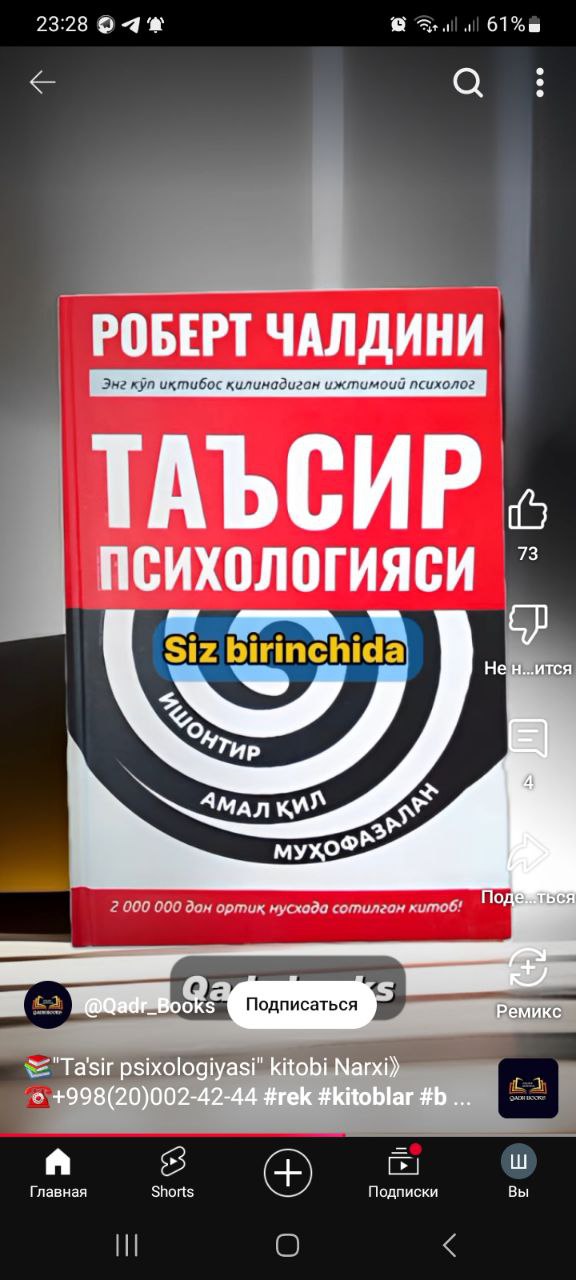 23:28
61%
РОБЕРТ ЧАЛДИНИ
Энг кўп иқтибос қилинадиган ижтимоий психолог
ТАЪСИР
ПСИХОЛОГИЯСИ
Siz birinchida
ИШОНТИР
АМАЛ ҚИЛ
МУҲОФАЗАЛАН
2 000 000 дан ортиқ нусхада сотилган китоб!
73
Не н...ится
4
Поде...ться
Ремикс
@Qadr_Books
Подписаться
"Ta'sir psixologiyasi" kitobi Narxi》
+998(20)002-42-44 #rek #kitoblar #b ...
QADR BOOKS
Главная
Shorts
Подписки
Ш
Вы